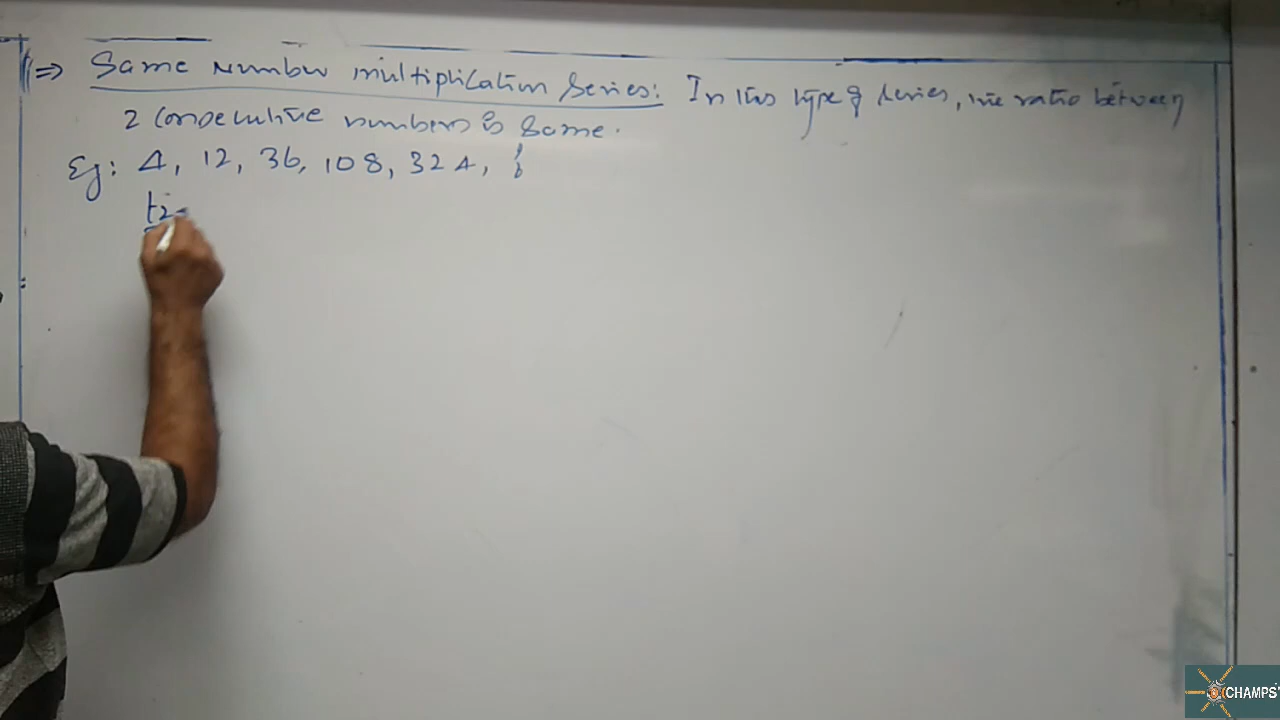 ⇒ Same Number multiplication Series: In this type of series, the ratio between
2 consecutive numbers is same.
Eg: 4, 12, 36, 108, 324, ?
t2
CHAMPS